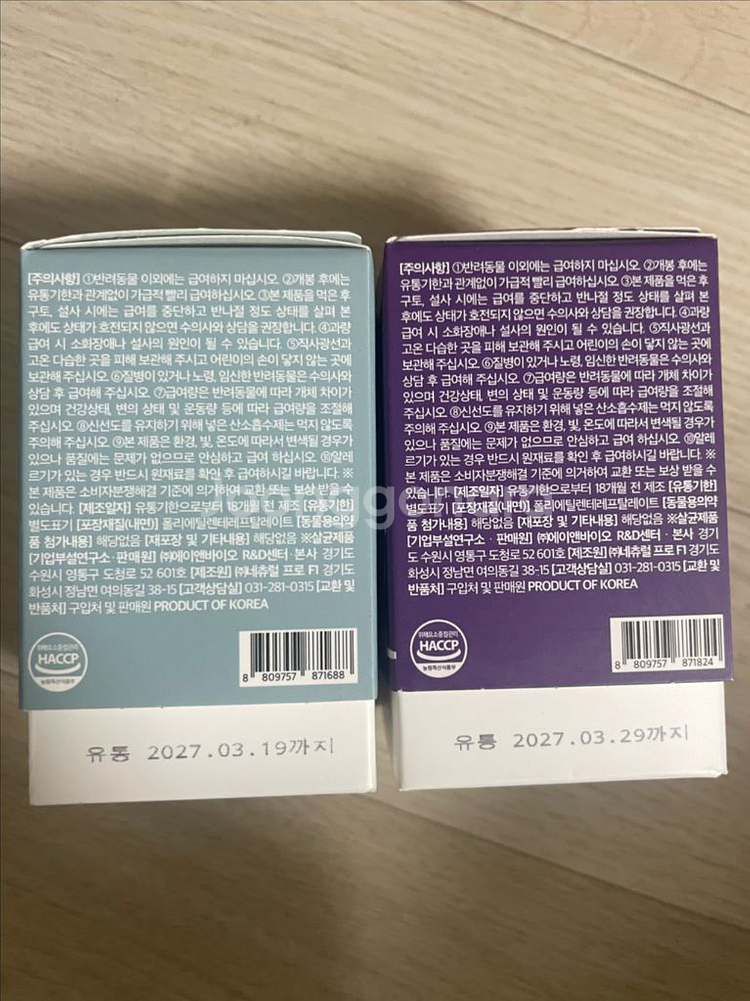 [주의사항] ①반려동물 이외에는 급여하지 마십시오. ②개봉 후에는
유통기한과 관계없이 가급적 빨리 급여하십시오. ③본 제품을 먹은 후
구토, 설사 시에는 급여를 중단하고 반나절 정도 상태를 살펴 본
후에도 상태가 호전되지 않으면 수의사와 상담을 권장합니다. ④과량
급여 시 소화장애나 설사의 원인이 될 수 있습니다. ⑤직사광선과
고온 다습한 곳을 피해 보관해 주시고 어린이의 손이 닿지 않는 곳에
보관해 주십시오. ⑥질병이 있거나 노령, 임신한 반려동물은 수의사와
상담 후 급여해 주십시오. ⑦급여량은 반려동물에 따라 개체 차이가
있으며 건강상태, 변의 상태 및 운동량 등에 따라 급여량을 조절해
주십시오. ⑧신선도를 유지하기 위해 넣은 산소흡수제는 먹지 않도록
주의해 주십시오. ⑨본 제품은 환경, 빛, 온도에 따라서 변색될 경우가
있으나 품질에는 문제가 없으므로 안심하고 급여 하십시오. ⑩알레
르기가 있는 경우 반드시 원재료를 확인 후 급여하시길 바랍니다. ※
본 제품은 소비자분쟁해결 기준에 의거하여 교환 또는 보상 받을 수
있습니다. [제조일자] 유통기한으로부터 18개월 전 제조 [유통기한]
별도표기 [포장재질(내면)] 폴리에틸렌테레프탈레이트 [동물용의약
품 첨가내용] 해당없음 [재포장 및 기타내용] 해당없음 ※살균제품
[기업부설연구소·판매원] ㈜에이앤바이오 R&D센터·본사 경기도
수원시 영통구 도청로 52 601호 [제조원] ㈜네츄럴 프로 F1 경기도
화성시 정남면 여의동길 38-15 [고객상담실] 031-281-0315 [교환 및
반품처] 구입처 및 판매원 PRODUCT OF KOREA
위해요소중점관리
HACCP
농림축산식품부
8 809757 871688
유통 2027.03.19까지
[주의사항] ①반려동물 이외에는 급여하지 마십시오. ②개봉 후에는
유통기한과 관계없이 가급적 빨리 급여하십시오. ③본 제품을 먹은 후
구토, 설사 시에는 급여를 중단하고 반나절 정도 상태를 살펴 본
후에도 상태가 호전되지 않으면 수의사와 상담을 권장합니다. ④과량
급여 시 소화장애나 설사의 원인이 될 수 있습니다. ⑤직사광선과
고온 다습한 곳을 피해 보관해 주시고 어린이의 손이 닿지 않는 곳에
보관해 주십시오. ⑥질병이 있거나 노령, 임신한 반려동물은 수의사와
상담 후 급여해 주십시오. ⑦급여량은 반려동물에 따라 개체 차이가
있으며 건강상태, 변의 상태 및 운동량 등에 따라 급여량을 조절해
주십시오. ⑧신선도를 유지하기 위해 넣은 산소흡수제는 먹지 않도록
주의해 주십시오. ⑨본 제품은 환경, 빛, 온도에 따라서 변색될 경우가
있으나 품질에는 문제가 없으므로 안심하고 급여 하십시오. ⑩알레
르기가 있는 경우 반드시 원재료를 확인 후 급여하시길 바랍니다. ※
본 제품은 소비자분쟁해결 기준에 의거하여 교환 또는 보상 받을 수
있습니다. [제조일자] 유통기한으로부터 18개월 전 제조 [유통기한]
별도표기 [포장재질(내면)] 폴리에틸렌테레프탈레이트 [동물용의약
품 첨가내용] 해당없음 [재포장 및 기타내용] 해당없음 ※살균제품
[기업부설연구소·판매원] ㈜에이앤바이오 R&D센터·본사 경기
도 수원시 영통구 도청로 52 601호 [제조원] ㈜네츄럴 프로 F1 경기도
화성시 정남면 여의동길 38-15 [고객상담실] 031-281-0315 [교환 및
반품처] 구입처 및 판매원 PRODUCT OF KOREA
위해요소중점관리
HACCP
농림축산식품부
8 809757 871824
유통 2027.03.29까지